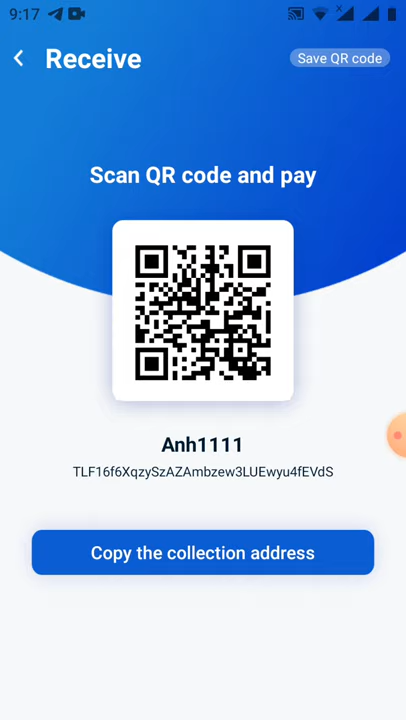 9:17
Receive
Save QR code
Scan QR code and pay
Anh1111
TLF16f6XqzySzAZAmbzew3LUEwyu4fEVdS
Copy the collection address